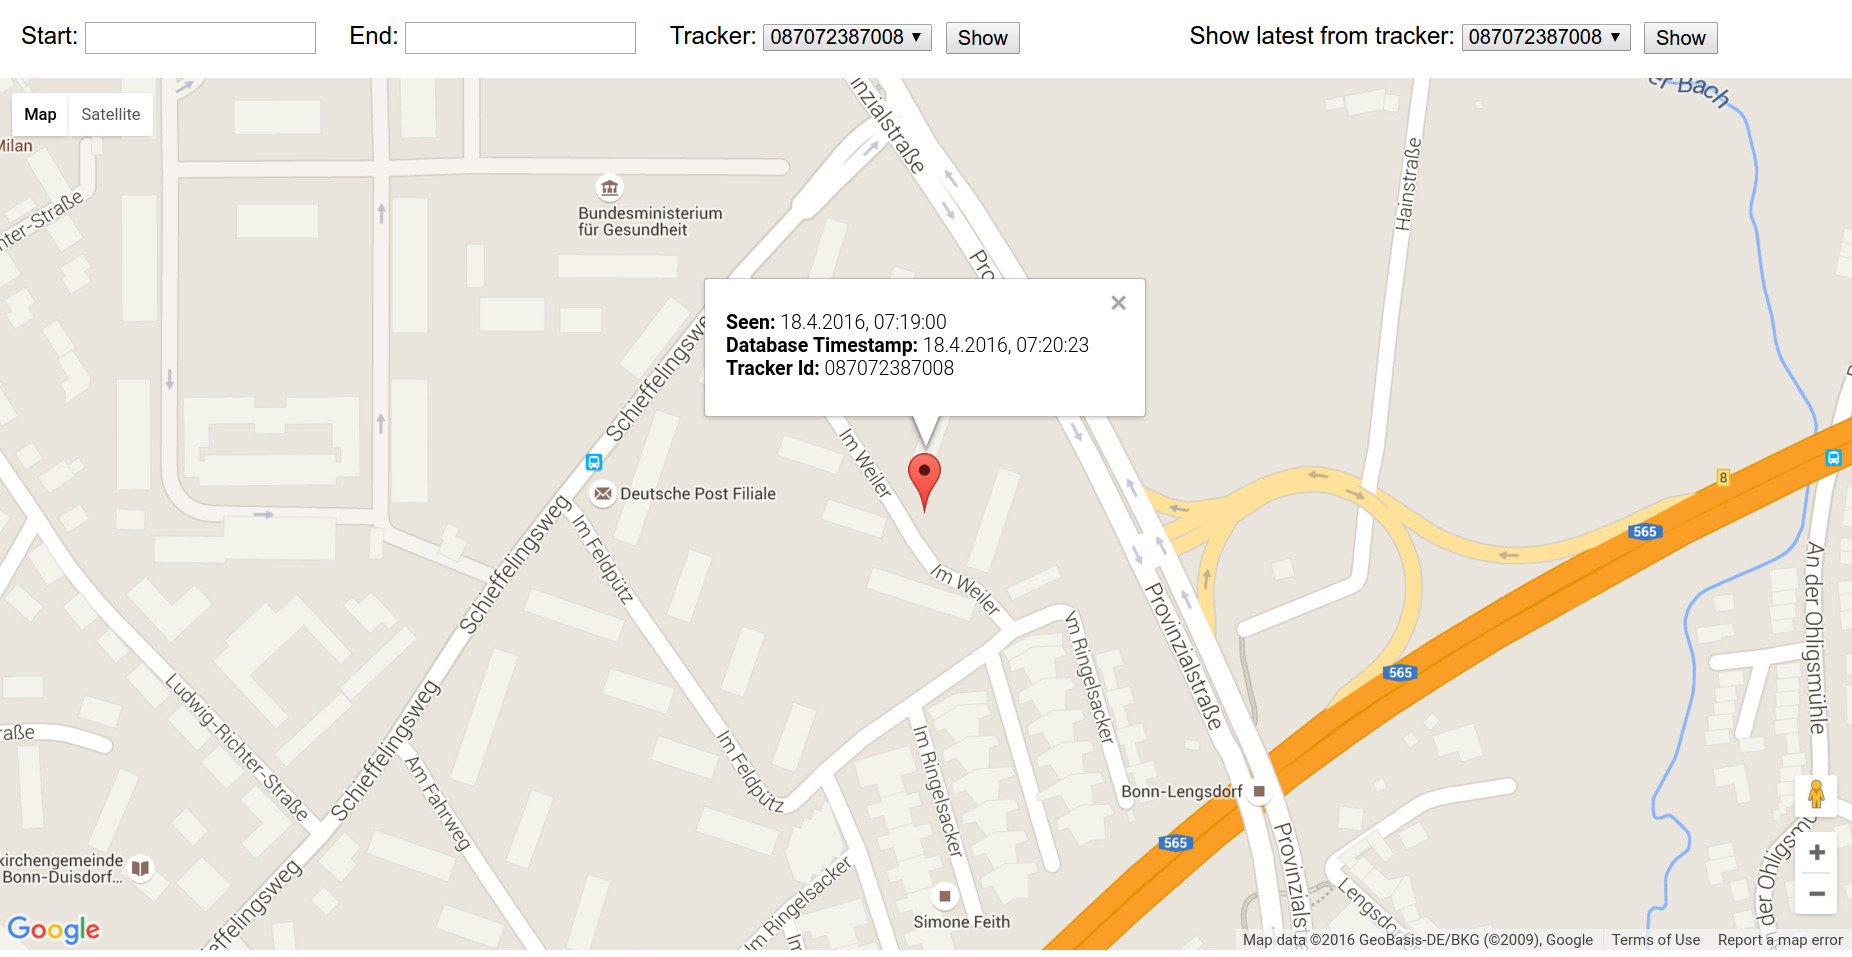 Start: End: Tracker: 087072387008 Show Show latest from tracker: 087072387008 Show
Map Satellite
Milan
er Bach
inzialstraße
Hainstraße
nter-Straße
Bundesministerium
für Gesundheit
Pro
Seen: 18.4.2016, 07:19:00
Database Timestamp: 18.4.2016, 07:20:23
Tracker Id: 087072387008
Schieffelingswe
Im Weiler
Deutsche Post Filiale
8
565
Schieffelingsweg
Im Feldpütz
Im Weiler
Provinzialstraße
An der Ohligsmühle
Im Ringelsacker
565
Ludwig-Richter-Straße
Schieffelingsweg
raße
Im Feldpütz
Im Ringelsacker
Am Fahrweg
Bonn-Lengsdorf
565
Provinzials
der Ohligsmü
kirchengemeinde
Bonn-Duisdorf...
effelingsweg
Im Ringelsacker
Im
Simone Feith
Lengsdo
Google
Map data ©2016 GeoBasis-DE/BKG (©2009), Google Terms of Use Report a map error